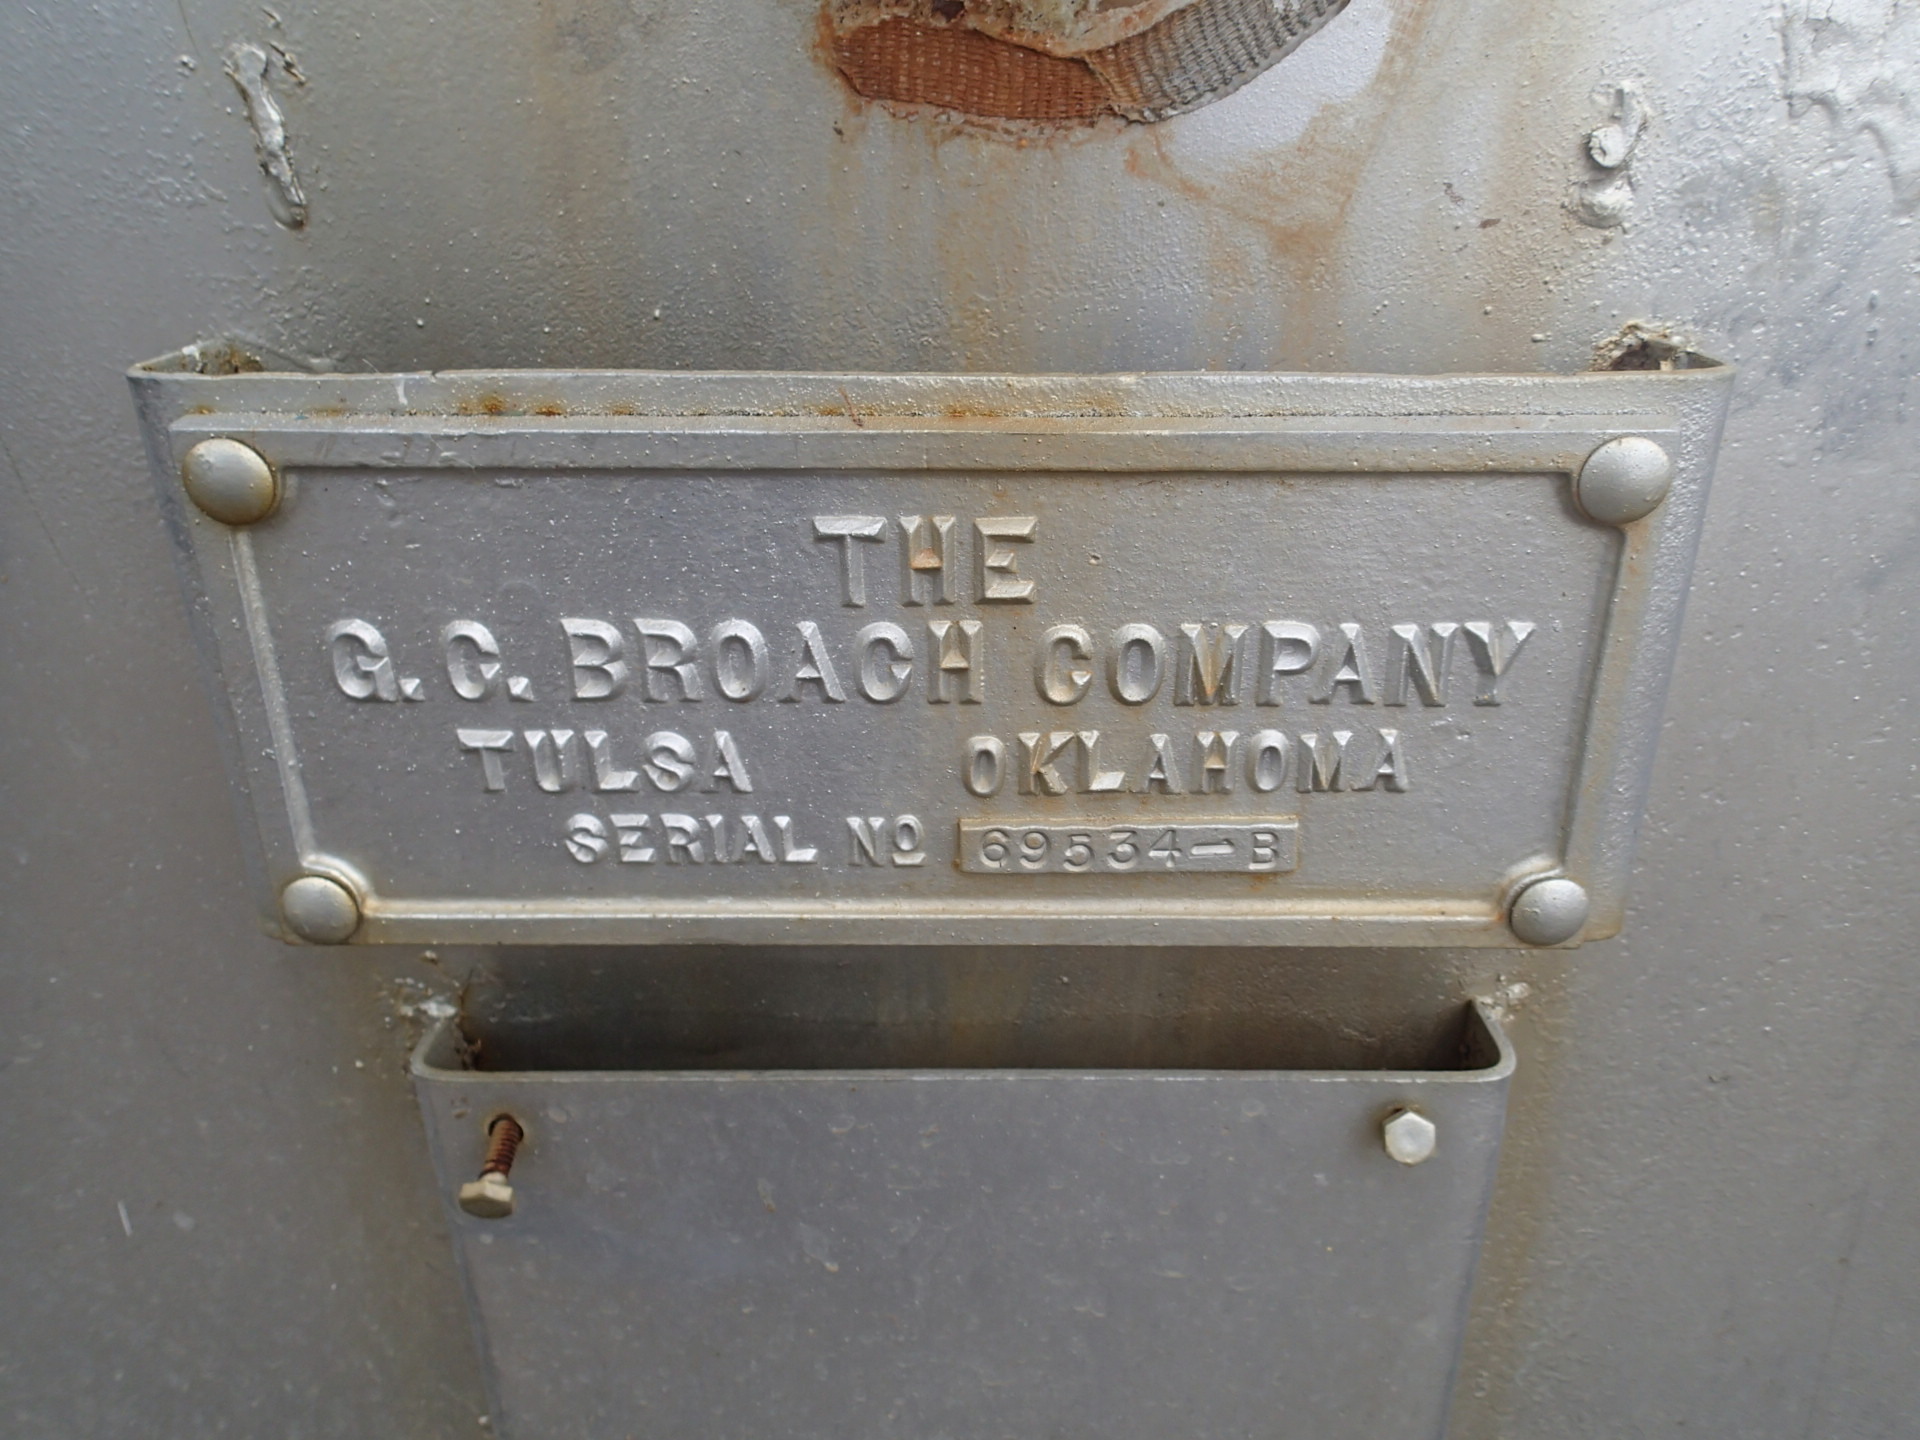 THE
G. C. BROACH COMPANY
TULSA OKLAHOMA
SERIAL Nº 69534-B